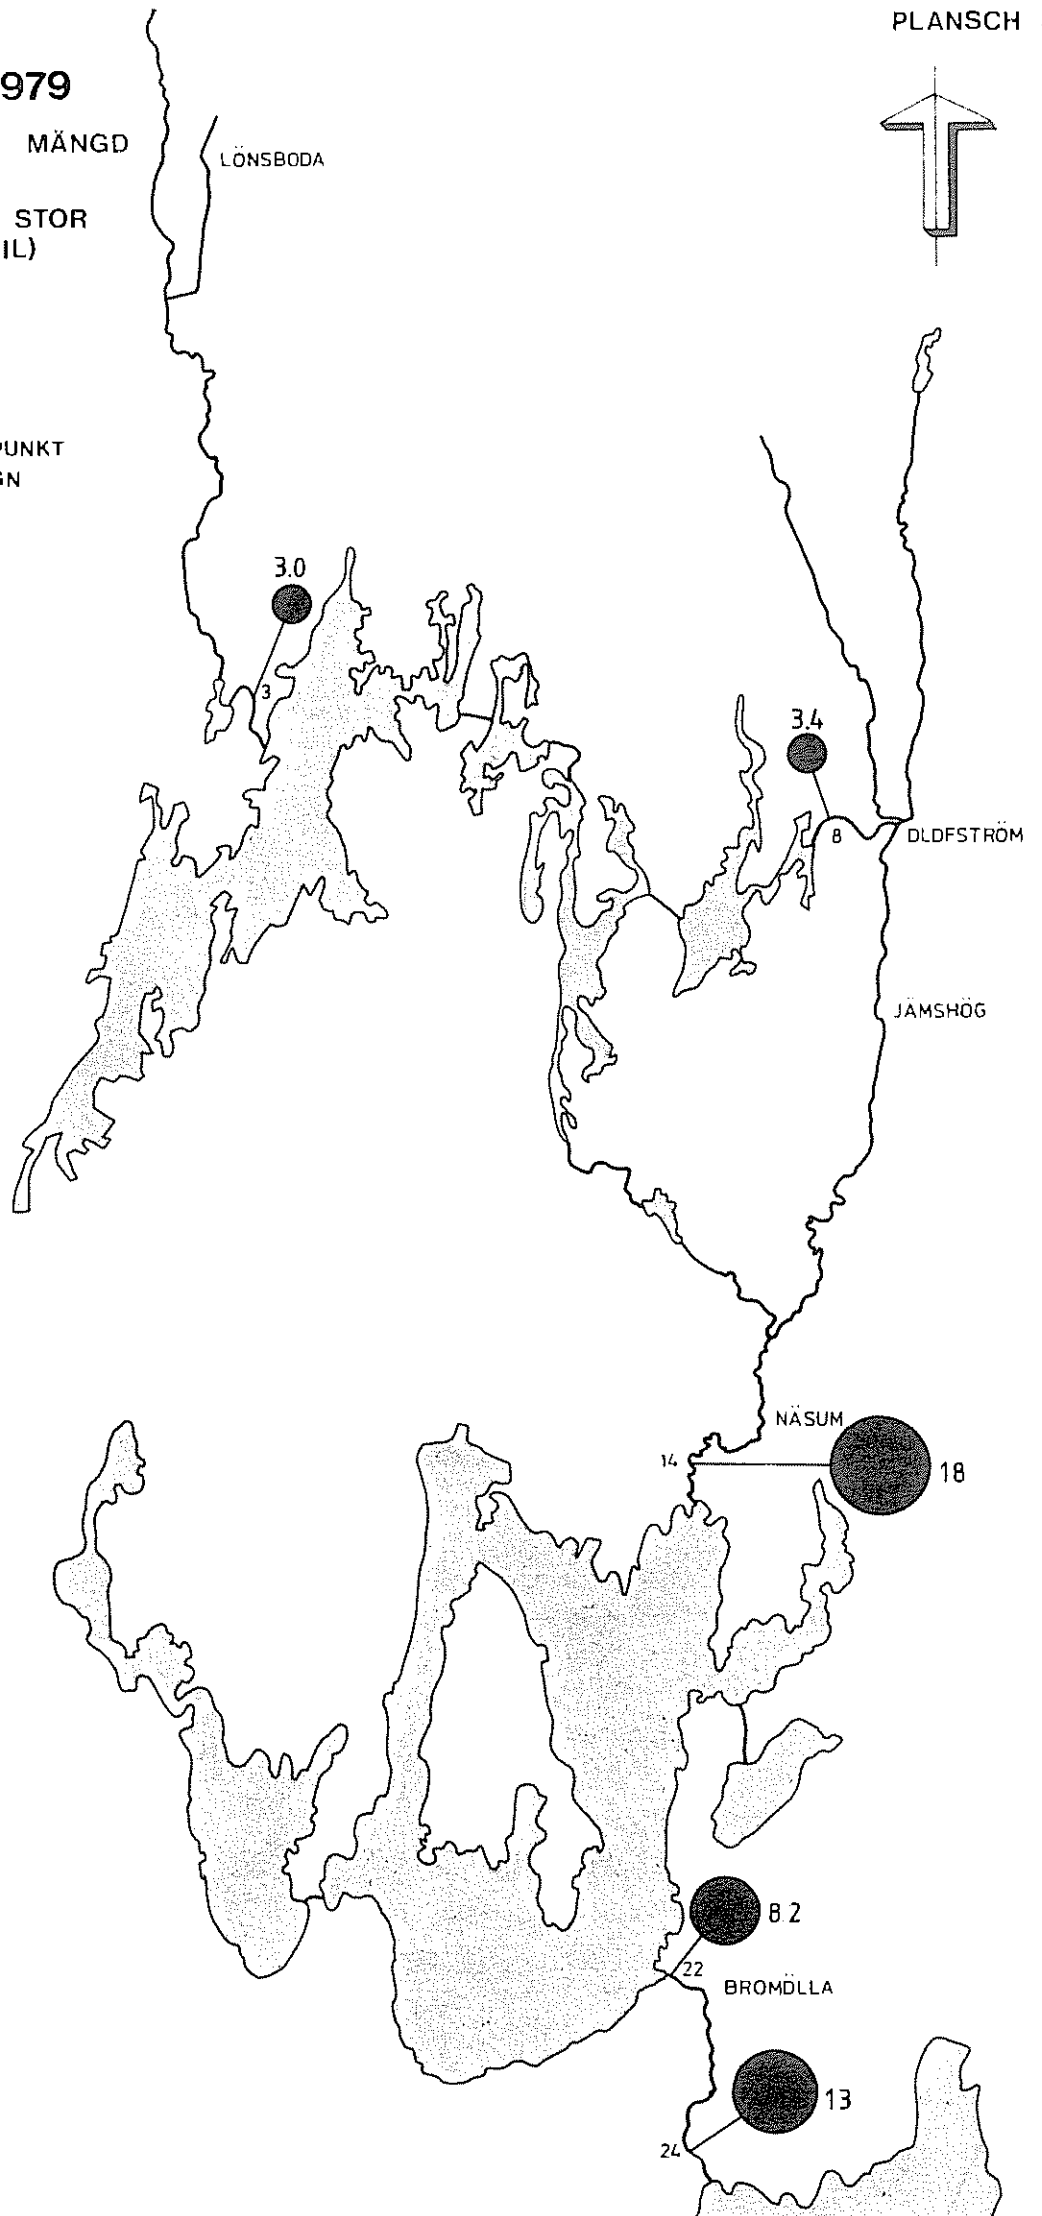 PLANSCH
979
MÄNGD
LÖNSBODA
STOR
IL)
PUNKT
GN
3.0
3
3.4
8
OLOFSTRÖM
JÄMSHÖG
NÄSUM
14
18
8.2
22
BROMÖLLA
13
24